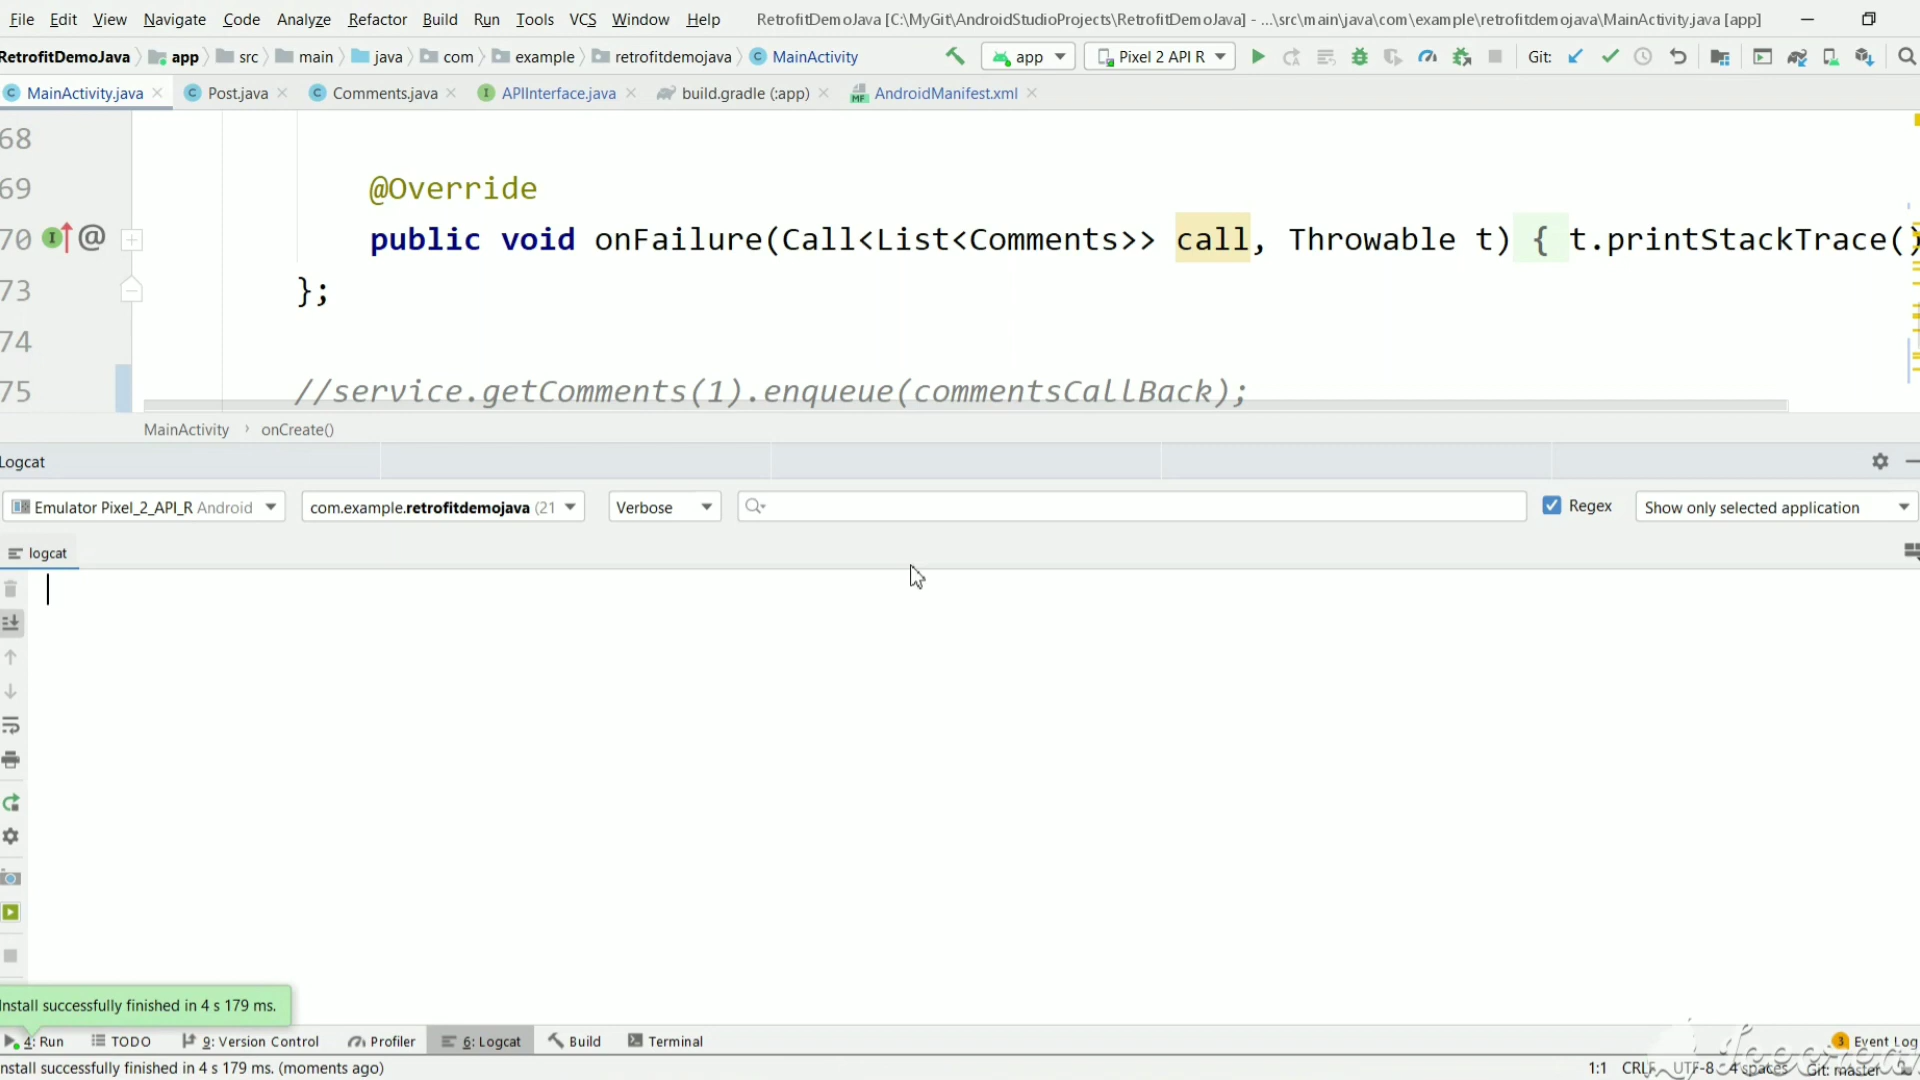 File Edit View Navigate Code Analyze Refactor Build Run Tools VCS Window Help RetrofitDemoJava [C:\MyGit\AndroidStudioProjects\RetrofitDemoJava] - ...\src\main\java\com\example\retrofitdemojava\MainActivity.java [app]
RetrofitDemoJava app src main java com example retrofitdemojava MainActivity app Pixel 2 API R Git:
MainActivity.java Post.java Comments.java APIInterface.java build.gradle (:app) AndroidManifest.xml
68
69 @Override
70 public void onFailure(Call<List<Comments>> call, Throwable t) { t.printStackTrace()
73 };
74
75 //service.getComments(1).enqueue(commentsCallBack);
MainActivity › onCreate()
Logcat
Emulator Pixel_2_API_R Android com.example.retrofitdemojava (21 Verbose Regex Show only selected application
logcat
Install successfully finished in 4 s 179 ms.
4: Run TODO 9: Version Control Profiler 6: Logcat Build Terminal 3 Event Log
nstall successfully finished in 4 s 179 ms. (moments ago) 1:1 CRLF UTF-8 4 spaces Git: master